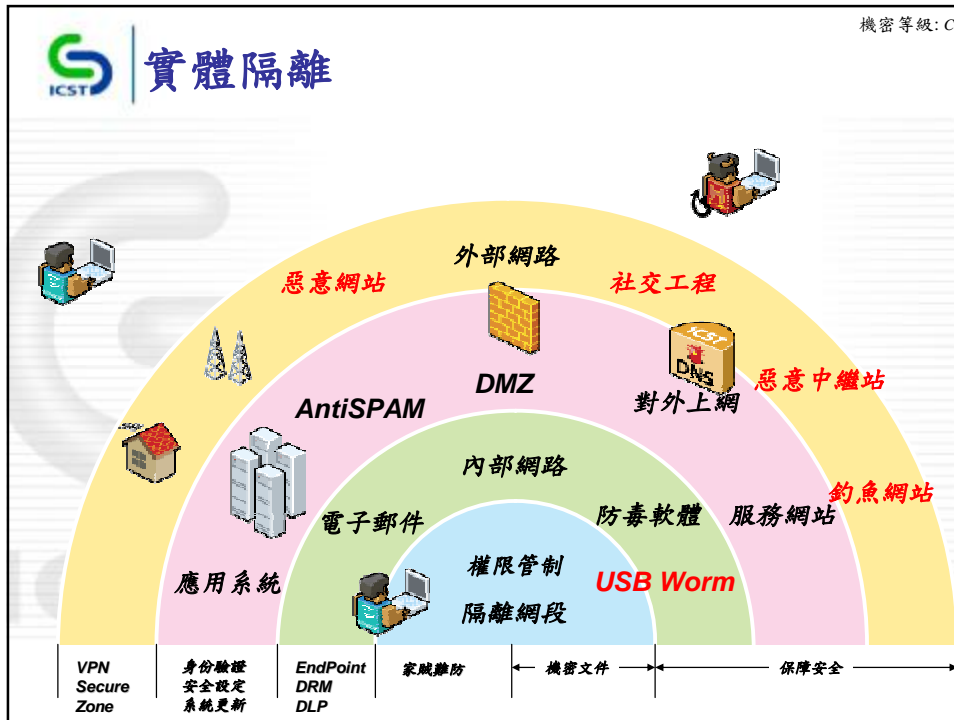 機密等級: C
ICST
實體隔離
外部網路
惡意網站
社交工程
ICST
DNS
DMZ
惡意中繼站
AntiSPAM
對外上網
內部網路
釣魚網站
電子郵件
防毒軟體
服務網站
應用系統
權限管制
USB Worm
隔離網段
VPN
Secure
Zone
身份驗證
安全設定
系統更新
EndPoint
DRM
DLP
家賊難防
機密文件
保障安全